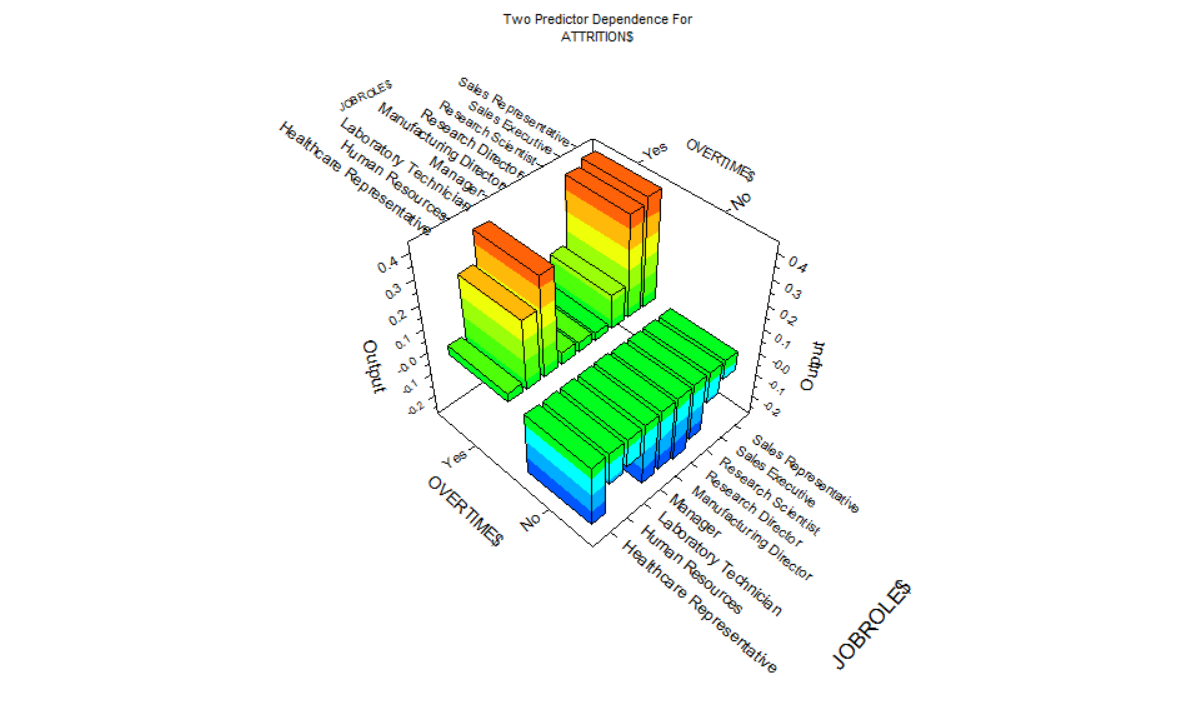 Two Predictor Dependence For
ATTRITION$
JOBROLE$
Sales Representative
Sales Executive
Research Scientist
Research Director
Manufacturing Director
Manager
Laboratory Technician
Human Resources
Healthcare Representative
Yes
OVERTIME$
No
0.4
0.3
0.2
0.1
-0.0
-0.1
-0.2
Output
0.4
0.3
0.2
0.1
-0.0
-0.1
-0.2
Output
Yes
OVERTIME$
No
Sales Representative
Sales Executive
Research Scientist
Research Director
Manufacturing Director
Manager
Laboratory Technician
Human Resources
Healthcare Representative
JOBROLE$